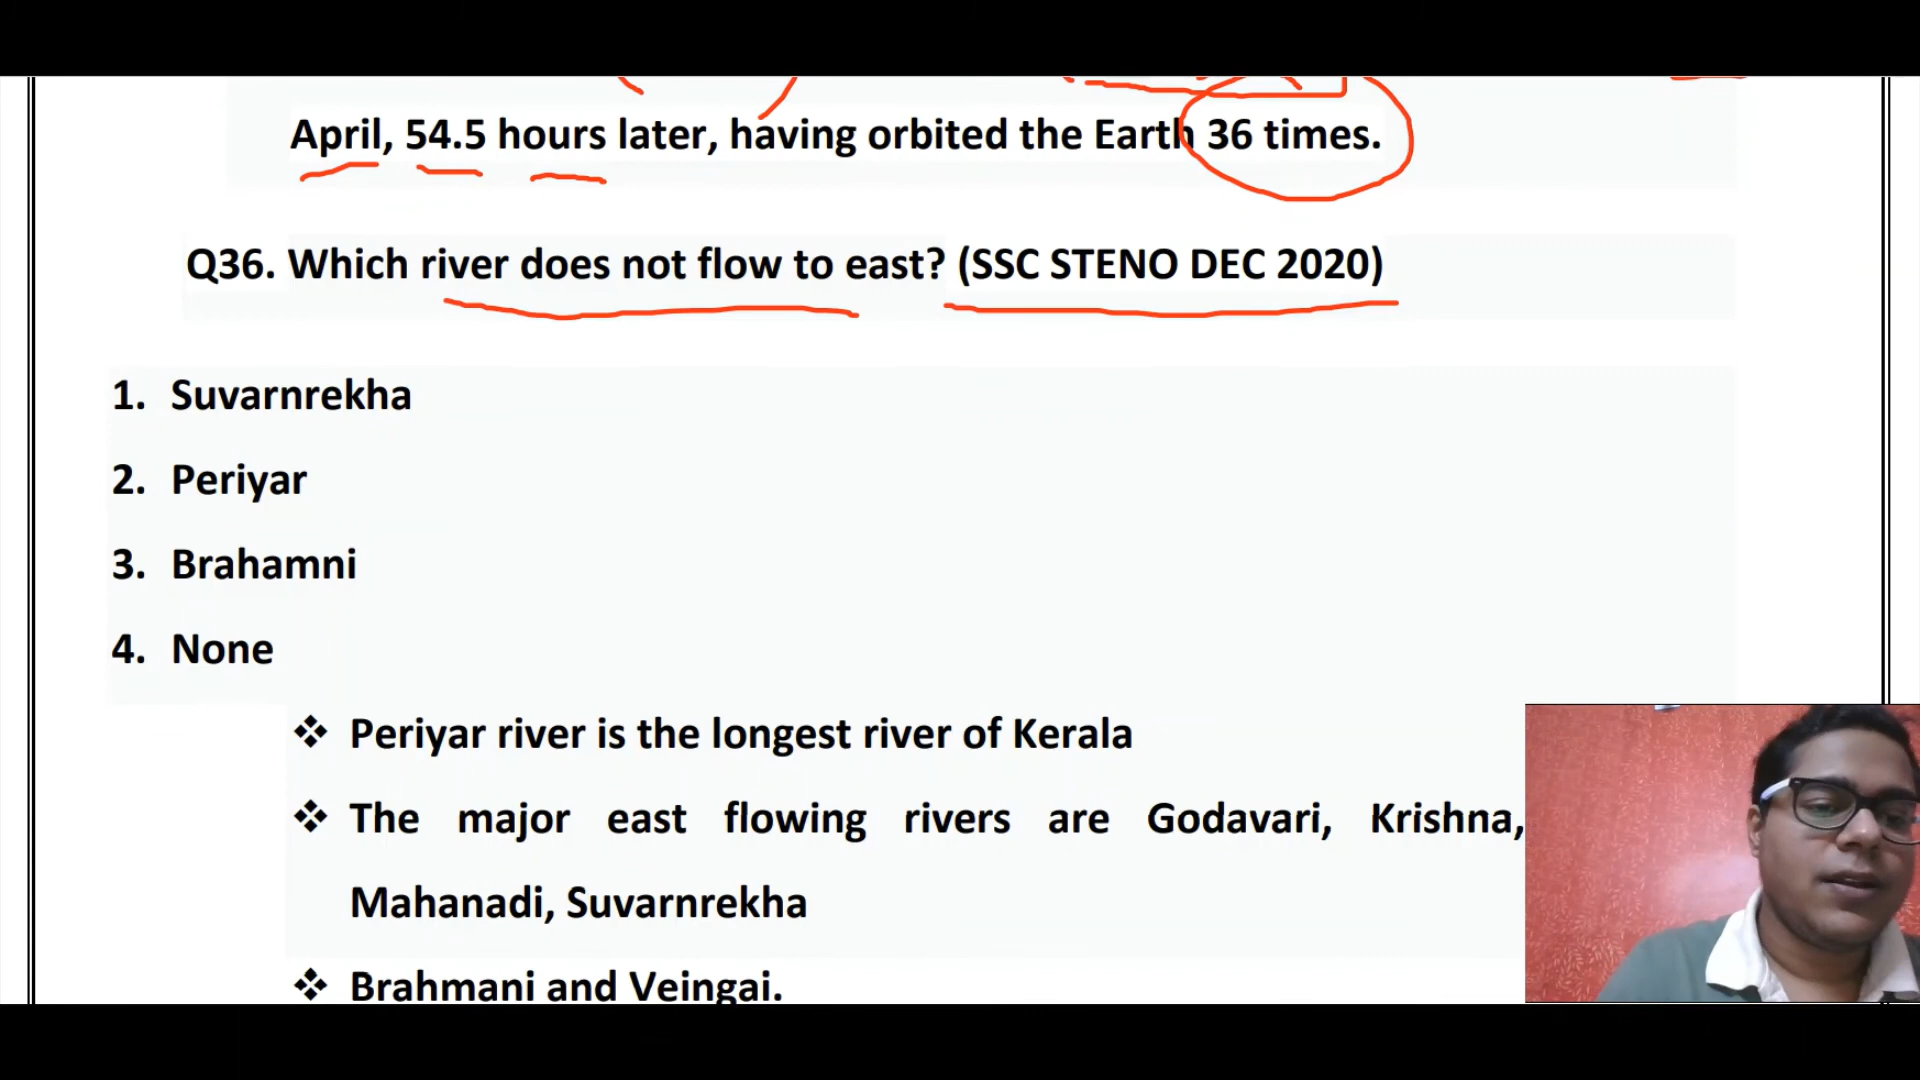 April, 54.5 hours later, having orbited the Earth 36 times.
Q36. Which river does not flow to east? (SSC STENO DEC 2020)
1. Suvarnrekha
2. Periyar
3. Brahamni
4. None
❖ Periyar river is the longest river of Kerala
❖ The major east flowing rivers are Godavari, Krishna,
Mahanadi, Suvarnrekha
❖ Brahmani and Veingai.